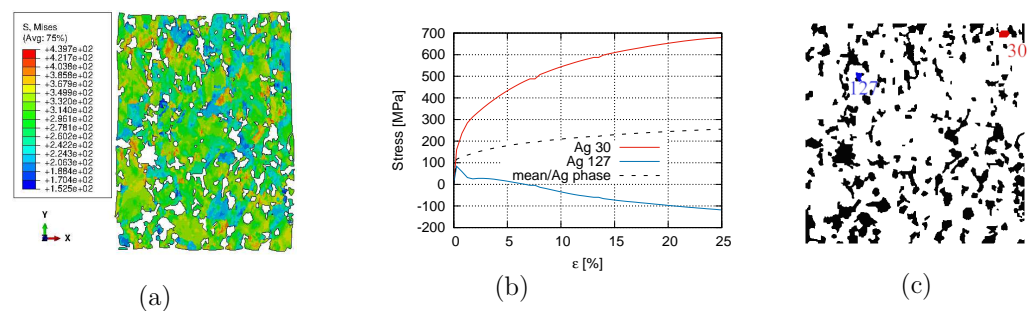 S, Mises
(Avg: 75%)
+4.397e+02
+4.217e+02
+4.038e+02
+3.858e+02
+3.679e+02
+3.499e+02
+3.320e+02
+3.140e+02
+2.961e+02
+2.781e+02
+2.602e+02
+2.422e+02
+2.243e+02
+2.063e+02
+1.884e+02
+1.704e+02
+1.525e+02
Y
X
(a)
700
600
500
400
300
200
100
0
-100
-200
Stress [MPa]
Ag 30
Ag 127
mean/Ag phase
0 5 10 15 20 25
ε [%]
(b)
30
127
(c)